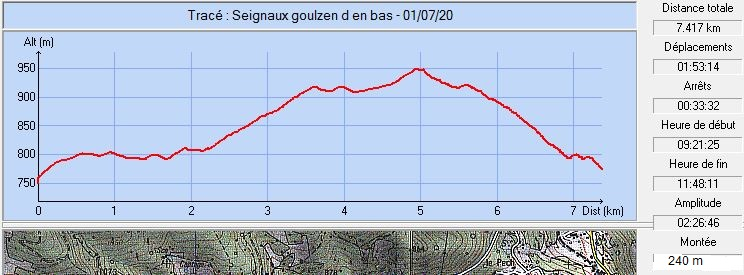 Tracé : Seignaux goulzen d en bas - 01/07/20
Alt (m)
950
900
850
800
750
0 1 2 3 4 5 6 7 Dist (km)
Distance totale
7.417 km
Déplacements
01:53:14
Arrêts
00:33:32
Heure de début
09:21:25
Heure de fin
11:48:11
Amplitude
02:26:46
Montée
240 m